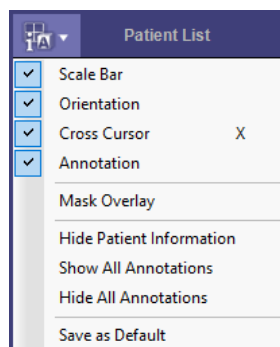 iA
Patient List
Scale Bar
Orientation
Cross Cursor X
Annotation
Mask Overlay
Hide Patient Information
Show All Annotations
Hide All Annotations
Save as Default